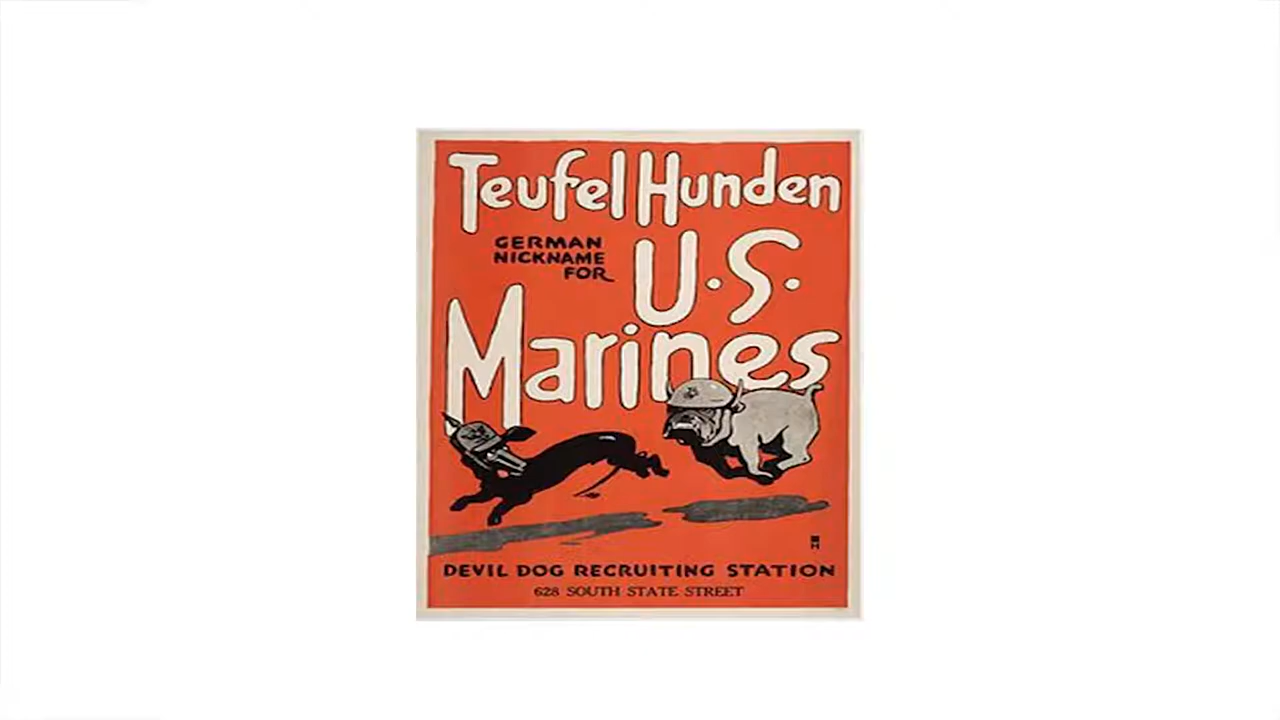 Teufel Hunden
GERMAN
NICKNAME
FOR
U.S.
Marines
DEVIL DOG RECRUITING STATION
628 SOUTH STATE STREET